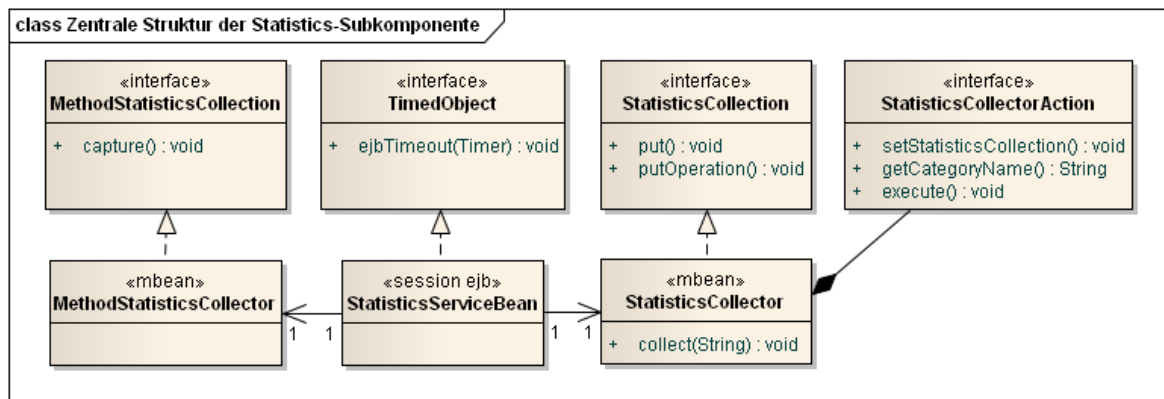 class Zentrale Struktur der Statistics-Subkomponente
«interface»
MethodStatisticsCollection
+ capture() : void
«interface»
TimedObject
+ ejbTimeout(Timer) : void
«interface»
StatisticsCollection
+ put() : void
+ putOperation() : void
«interface»
StatisticsCollectorAction
+ setStatisticsCollection() : void
+ getCategoryName() : String
+ execute() : void
«mbean»
MethodStatisticsCollector
1
1
«session ejb»
StatisticsServiceBean
1
1
«mbean»
StatisticsCollector
+ collect(String) : void